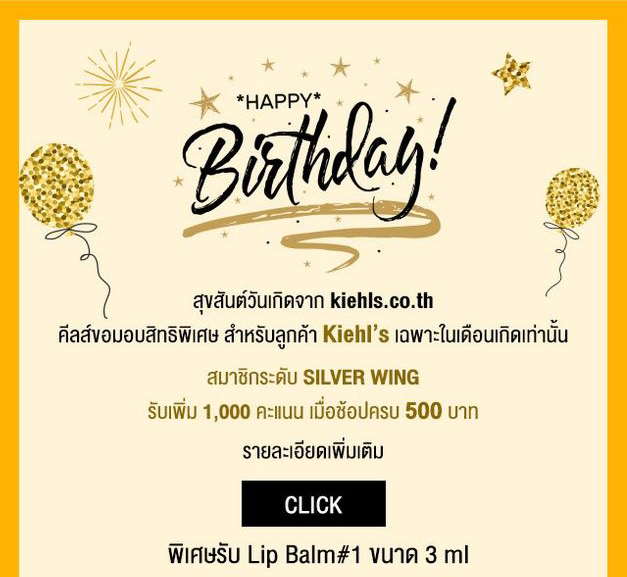 *HAPPY*
Birthday!
สุขสันต์วันเกิดจาก kiehls.co.th
คีลส์ขอมอบสิทธิพิเศษ สำหรับลูกค้า Kiehl's เฉพาะในเดือนเกิดเท่านั้น
สมาชิกระดับ SILVER WING
รับเพิ่ม 1,000 คะแนน เมื่อช้อปครบ 500 บาท
รายละเอียดเพิ่มเติม
CLICK
พิเศษรับ Lip Balm#1 ขนาด 3 ml